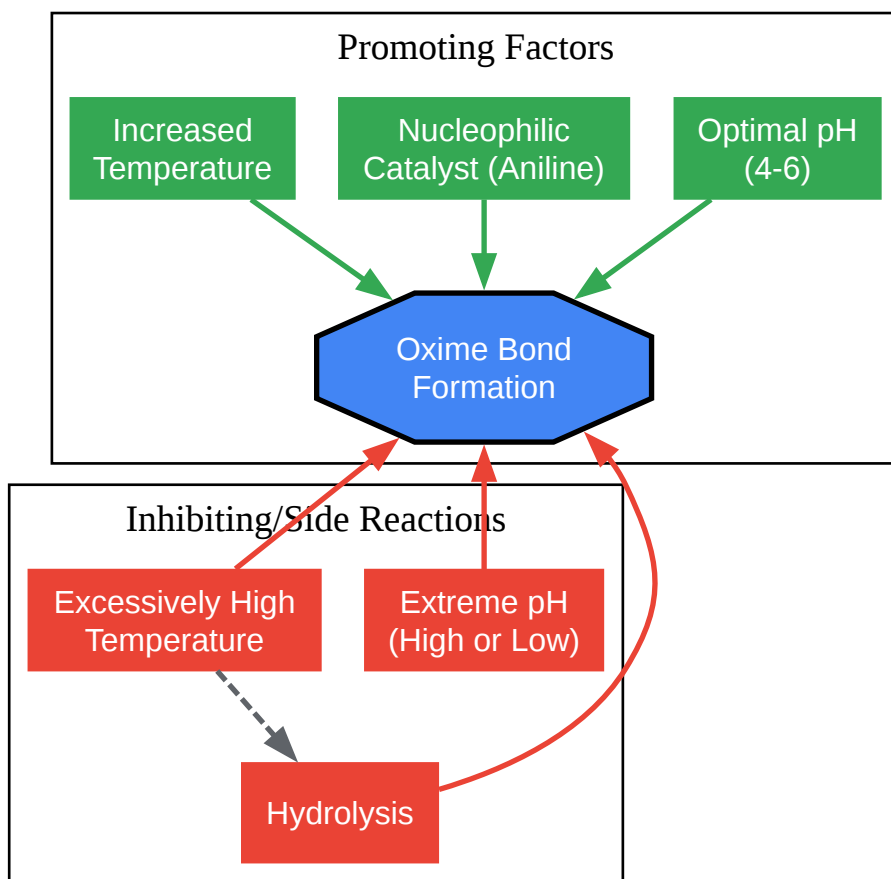 Promoting Factors
Increased
Temperature
Nucleophilic
Catalyst (Aniline)
Optimal pH
(4-6)
Oxime Bond
Formation
Inhibiting/Side Reactions
Excessively High
Temperature
Extreme pH
(High or Low)
Hydrolysis